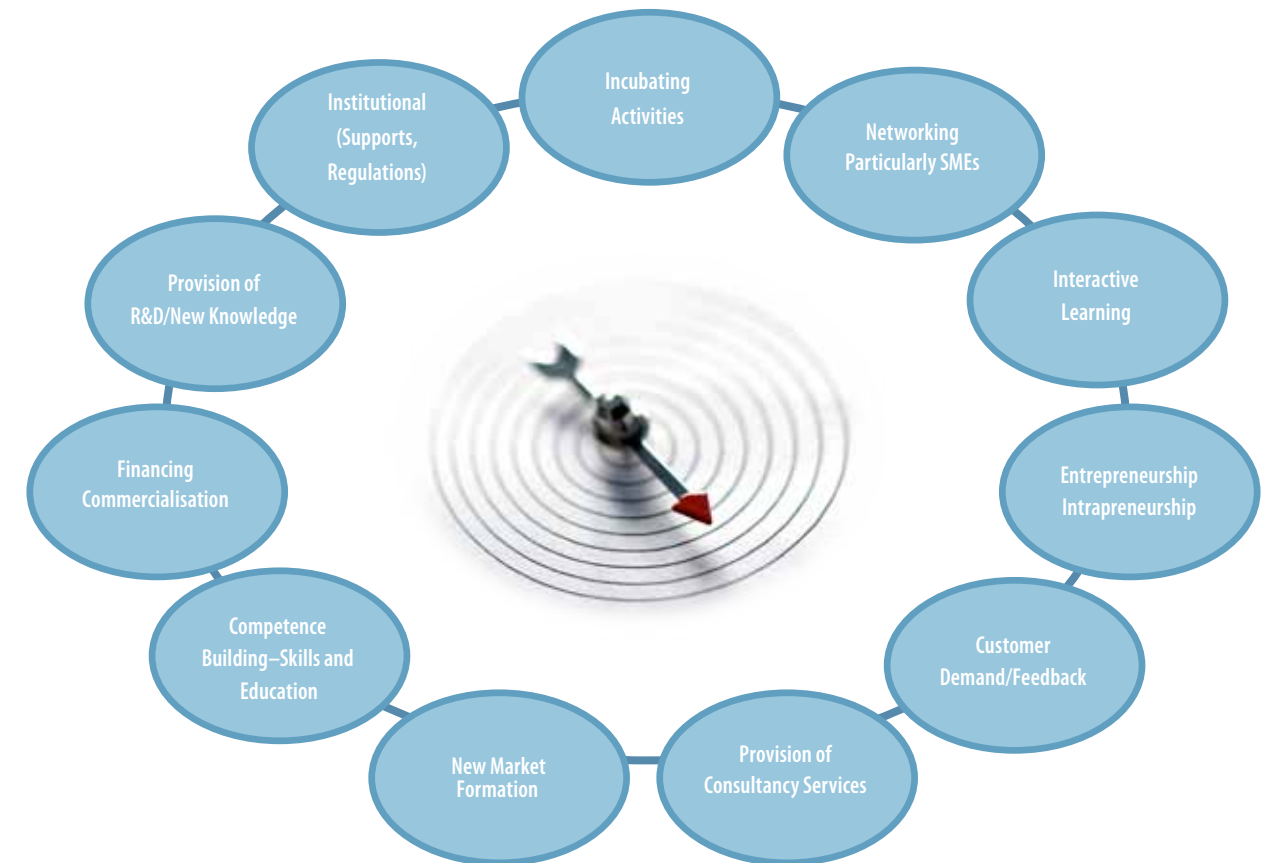 Incubating
Activities
Networking
Particularly SMEs
Interactive
Learning
Entrepreneurship
Intrapreneurship
Customer
Demand/Feedback
Provision of
Consultancy Services
New Market
Formation
Competence
Building–Skills and
Education
Financing
Commercialisation
Provision of
R&D/New Knowledge
Institutional
(Supports,
Regulations)